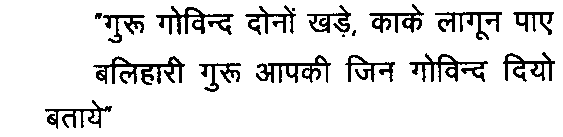 "गुरू गोविन्द दोनों खड़े, काके लागून पाए
बलिहारी गुरू आपकी जिन गोविन्द दियो
बताये"